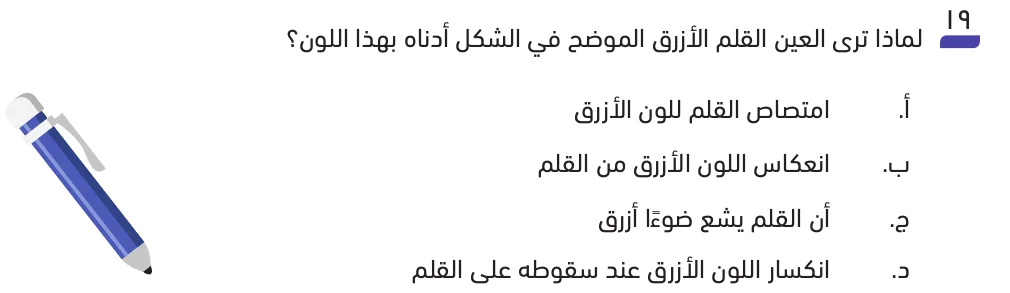 ١٩ لماذا ترى العين القلم الأزرق الموضح في الشكل أدناه بهذا اللون؟
أ. امتصاص القلم للون الأزرق
ب. انعكاس اللون الأزرق من القلم
ج. أن القلم يشع ضوءًا أزرق
د. انكسار اللون الأزرق عند سقوطه على القلم